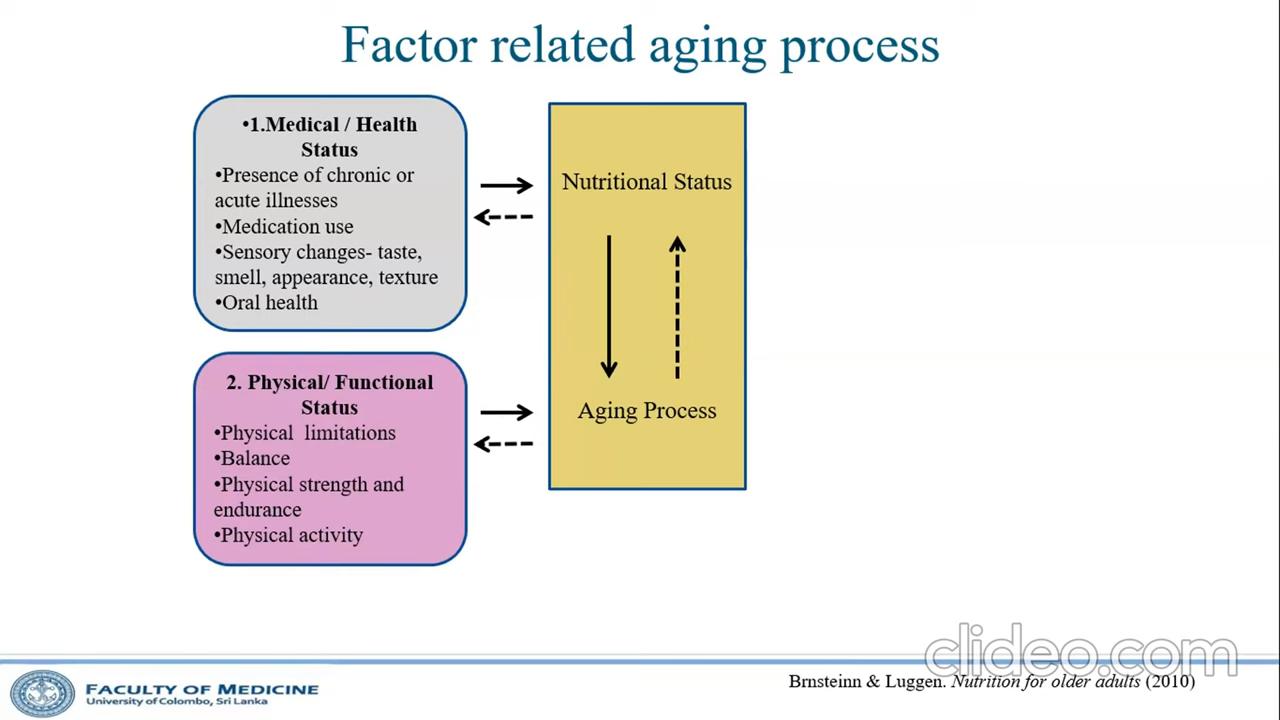 Factor related aging process
•1.Medical / Health
Status
•Presence of chronic or
acute illnesses
•Medication use
•Sensory changes- taste,
smell, appearance, texture
•Oral health
2. Physical/ Functional
Status
•Physical limitations
•Balance
•Physical strength and
endurance
•Physical activity
Nutritional Status
Aging Process
clideo.com
Brnsteinn & Luggen. Nutrition for older adults (2010)
FACULTY OF MEDICINE
University of Colombo, Sri Lanka